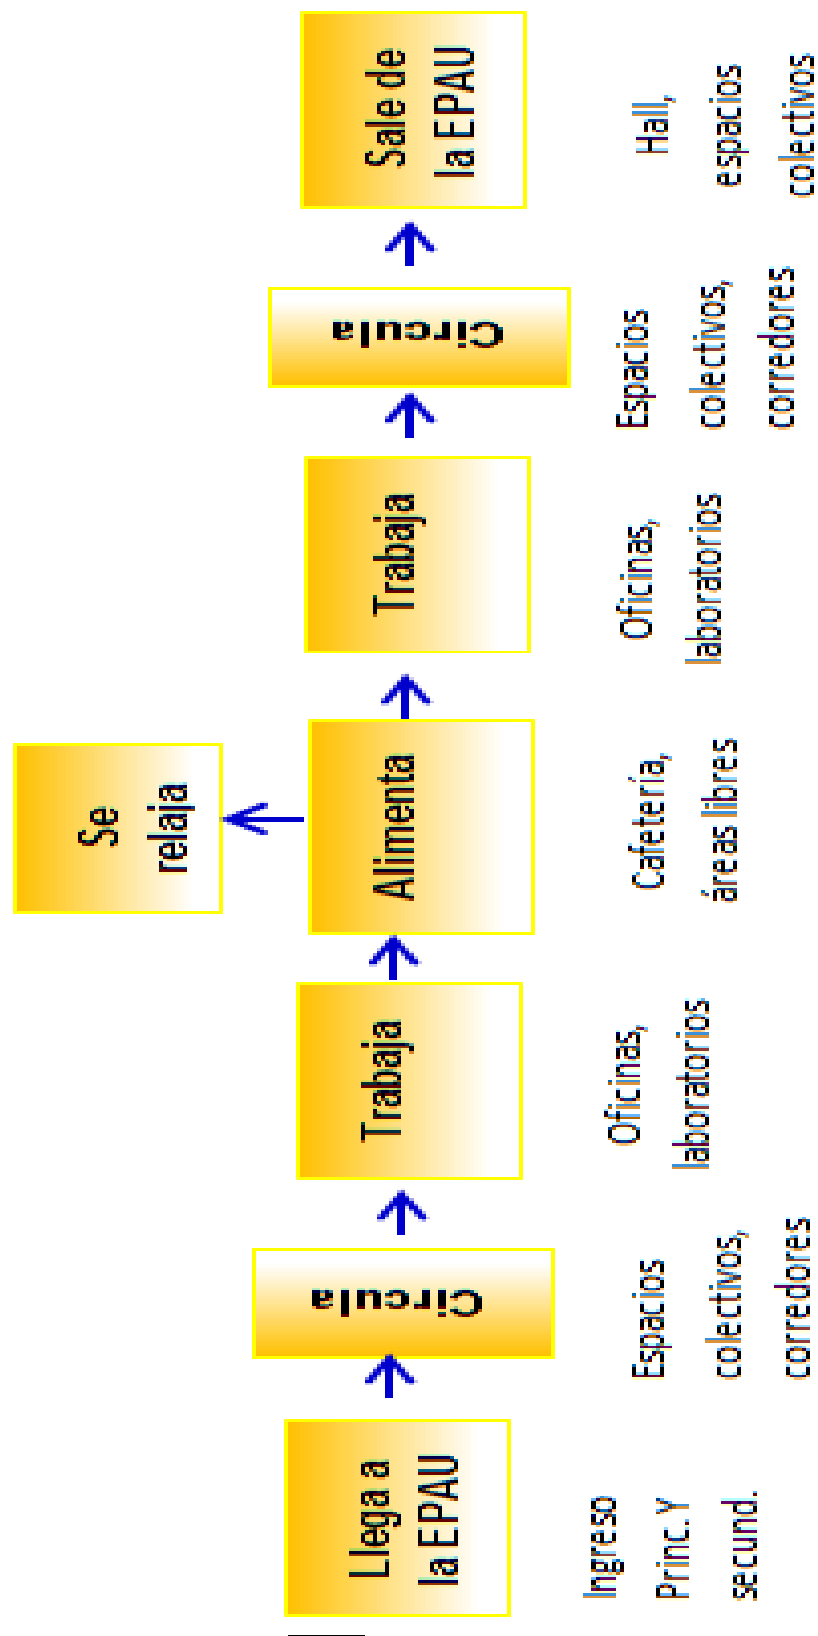 Se
relaja
Llega a
la EPAU
Circula
Trabaja
Alimenta
Trabaja
Circula
Sale de
la EPAU
Ingreso
Princ. Y
secund.
Espacios
colectivos,
corredores
Oficinas,
laboratorios
Cafetería,
áreas libres
Oficinas,
laboratorios
Espacios
colectivos,
corredores
Hall,
espacios
colectivos